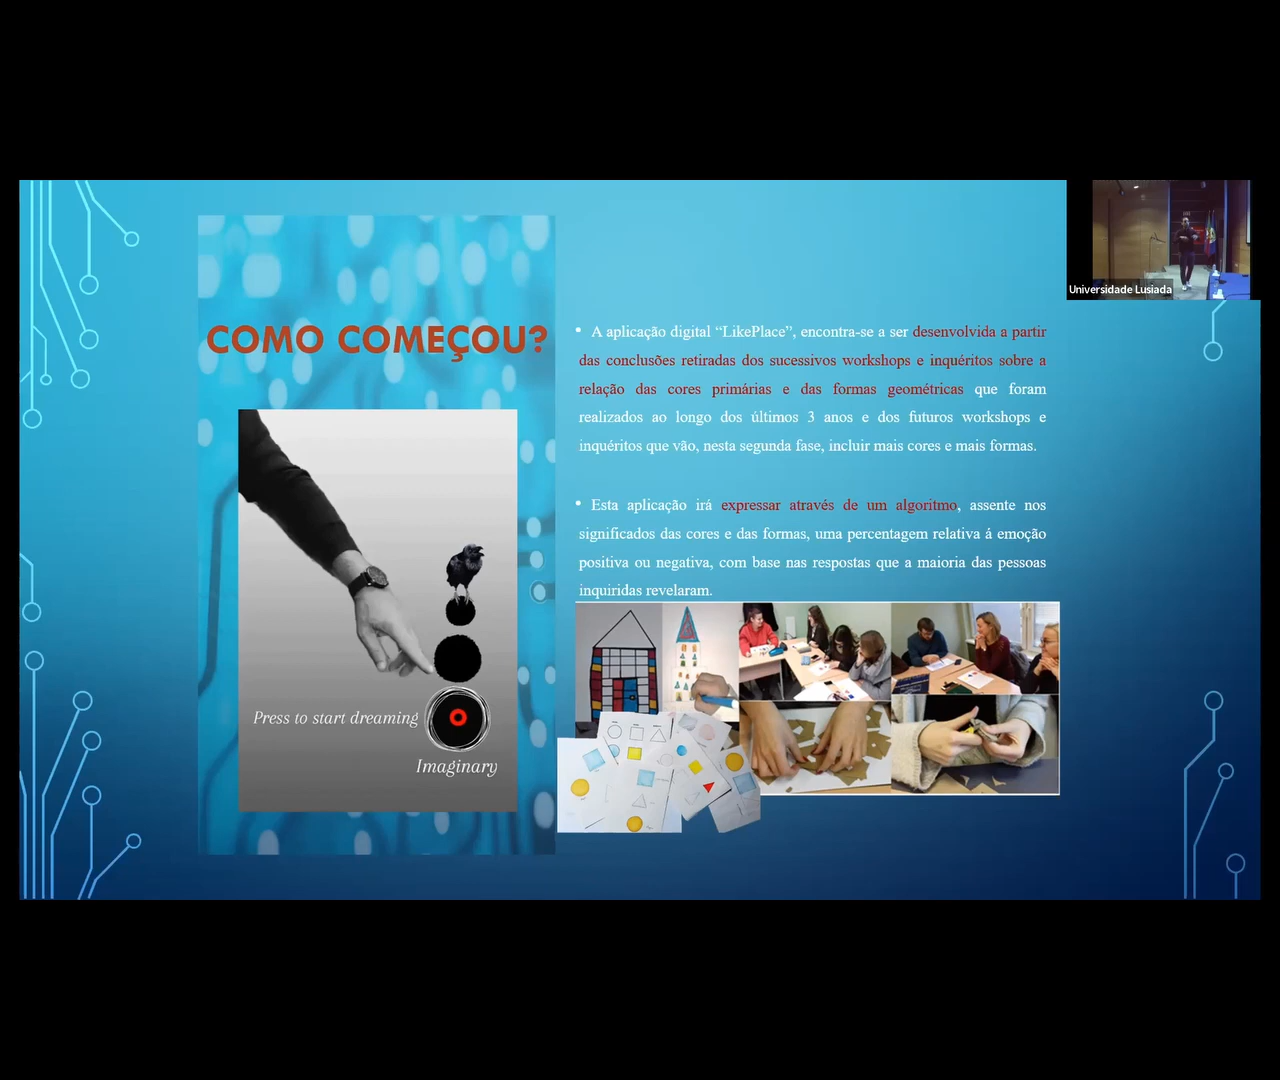 Universidade Lusiada
COMO COMEÇOU?
Press to start dreaming
Imaginary
• A aplicação digital “LikePlace”, encontra-se a ser desenvolvida a partir
das conclusões retiradas dos sucessivos workshops e inquéritos sobre a
relação das cores primárias e das formas geométricas que foram
realizados ao longo dos últimos 3 anos e dos futuros workshops e
inquéritos que vão, nesta segunda fase, incluir mais cores e mais formas.
• Esta aplicação irá expressar através de um algoritmo, assente nos
significados das cores e das formas, uma percentagem relativa á emoção
positiva ou negativa, com base nas respostas que a maioria das pessoas
inquiridas revelaram.